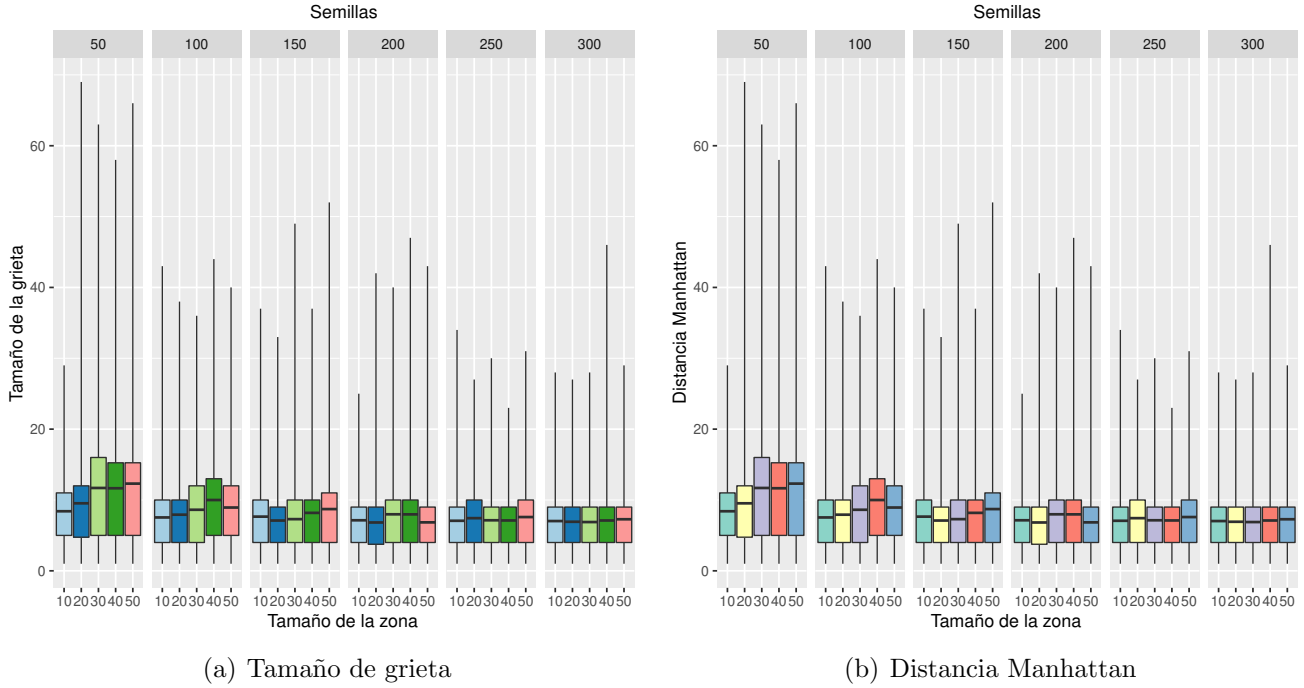 Semillas
50 100 150 200 250 300
Tamaño de la grieta
60
40
20
0
10 20 30 40 50 10 20 30 40 50 10 20 30 40 50 10 20 30 40 50 10 20 30 40 50 10 20 30 40 50
Tamaño de la zona
(a) Tamaño de grieta
Semillas
50 100 150 200 250 300
Distancia Manhattan
60
40
20
0
10 20 30 40 50 10 20 30 40 50 10 20 30 40 50 10 20 30 40 50 10 20 30 40 50 10 20 30 40 50
Tamaño de la zona
(b) Distancia Manhattan